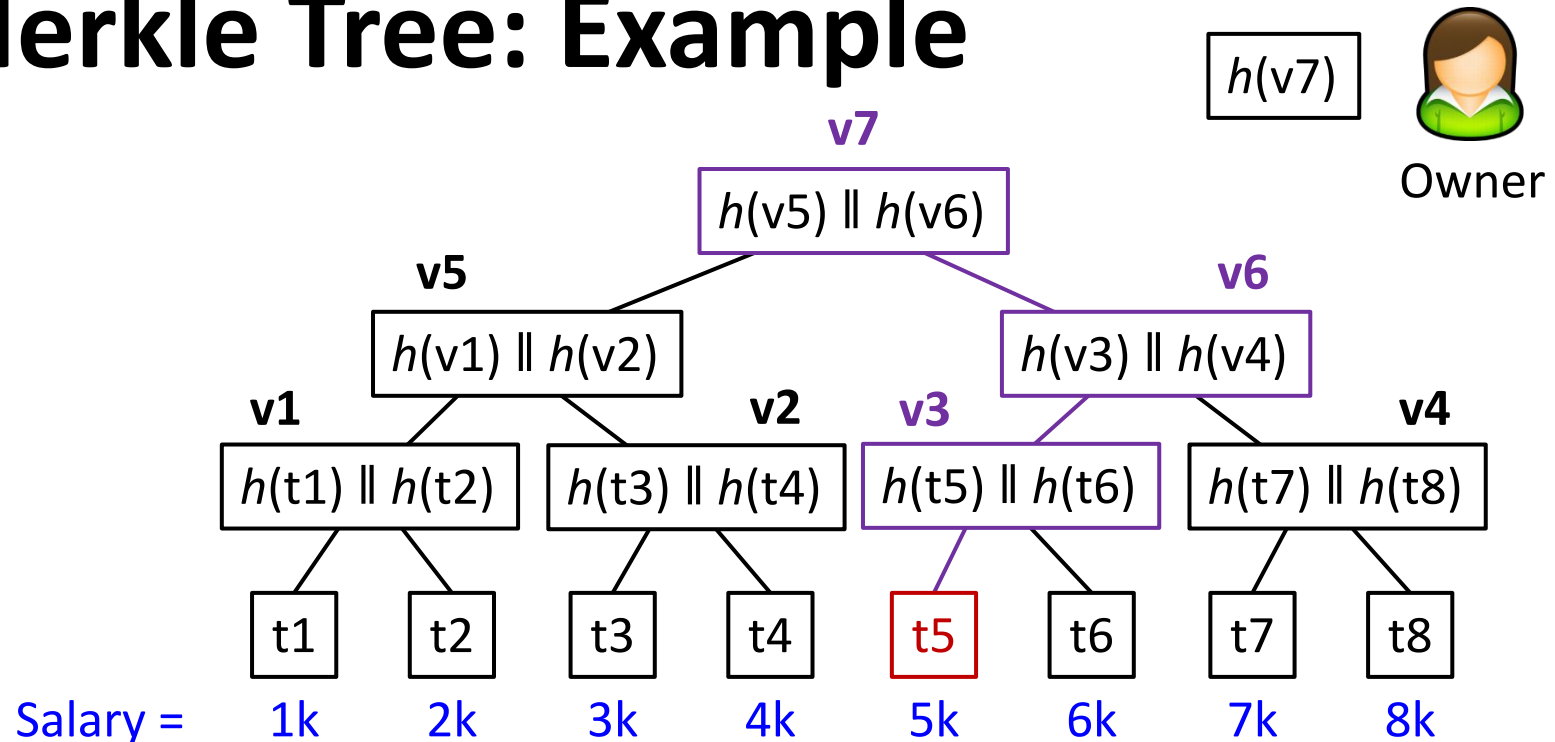 erkle Tree: Example
h(v7)
Owner
v7
h(v5) ‖ h(v6)
v5 v6
h(v1) ‖ h(v2) h(v3) ‖ h(v4)
v1 v2 v3 v4
h(t1) ‖ h(t2) h(t3) ‖ h(t4) h(t5) ‖ h(t6) h(t7) ‖ h(t8)
t1 t2 t3 t4 t5 t6 t7 t8
Salary = 1k 2k 3k 4k 5k 6k 7k 8k